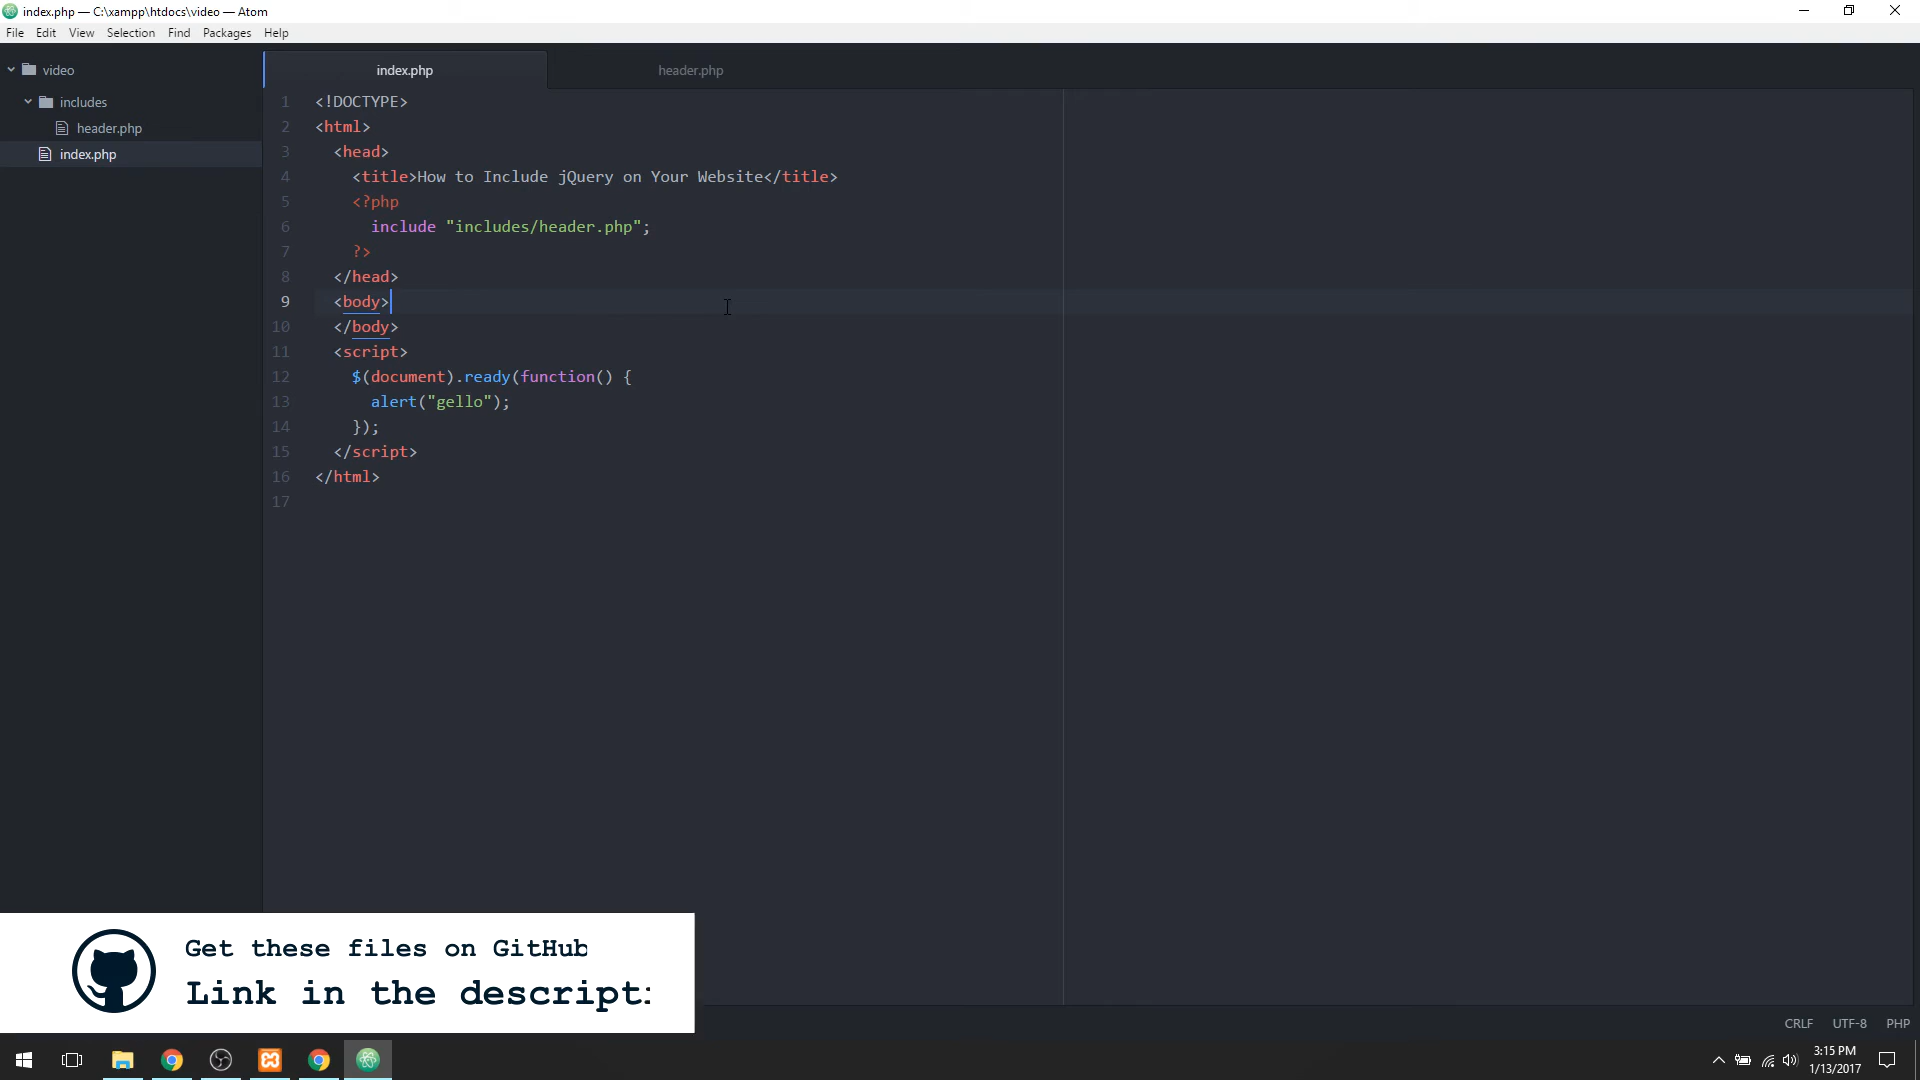 index.php — C:\xampp\htdocs\video — Atom
File Edit View Selection Find Packages Help
video
includes
header.php
index.php
index.php header.php
1 <!DOCTYPE>
2 <html>
3 <head>
4 <title>How to Include jQuery on Your Website</title>
5 <?php
6 include "includes/header.php";
7 ?>
8 </head>
9 <body>
10 </body>
11 <script>
12 $(document).ready(function() {
13 alert("gello");
14 });
15 </script>
16 </html>
17
Get these files on GitHub
Link in the descript
CRLF UTF-8 PHP
3:15 PM
1/13/2017